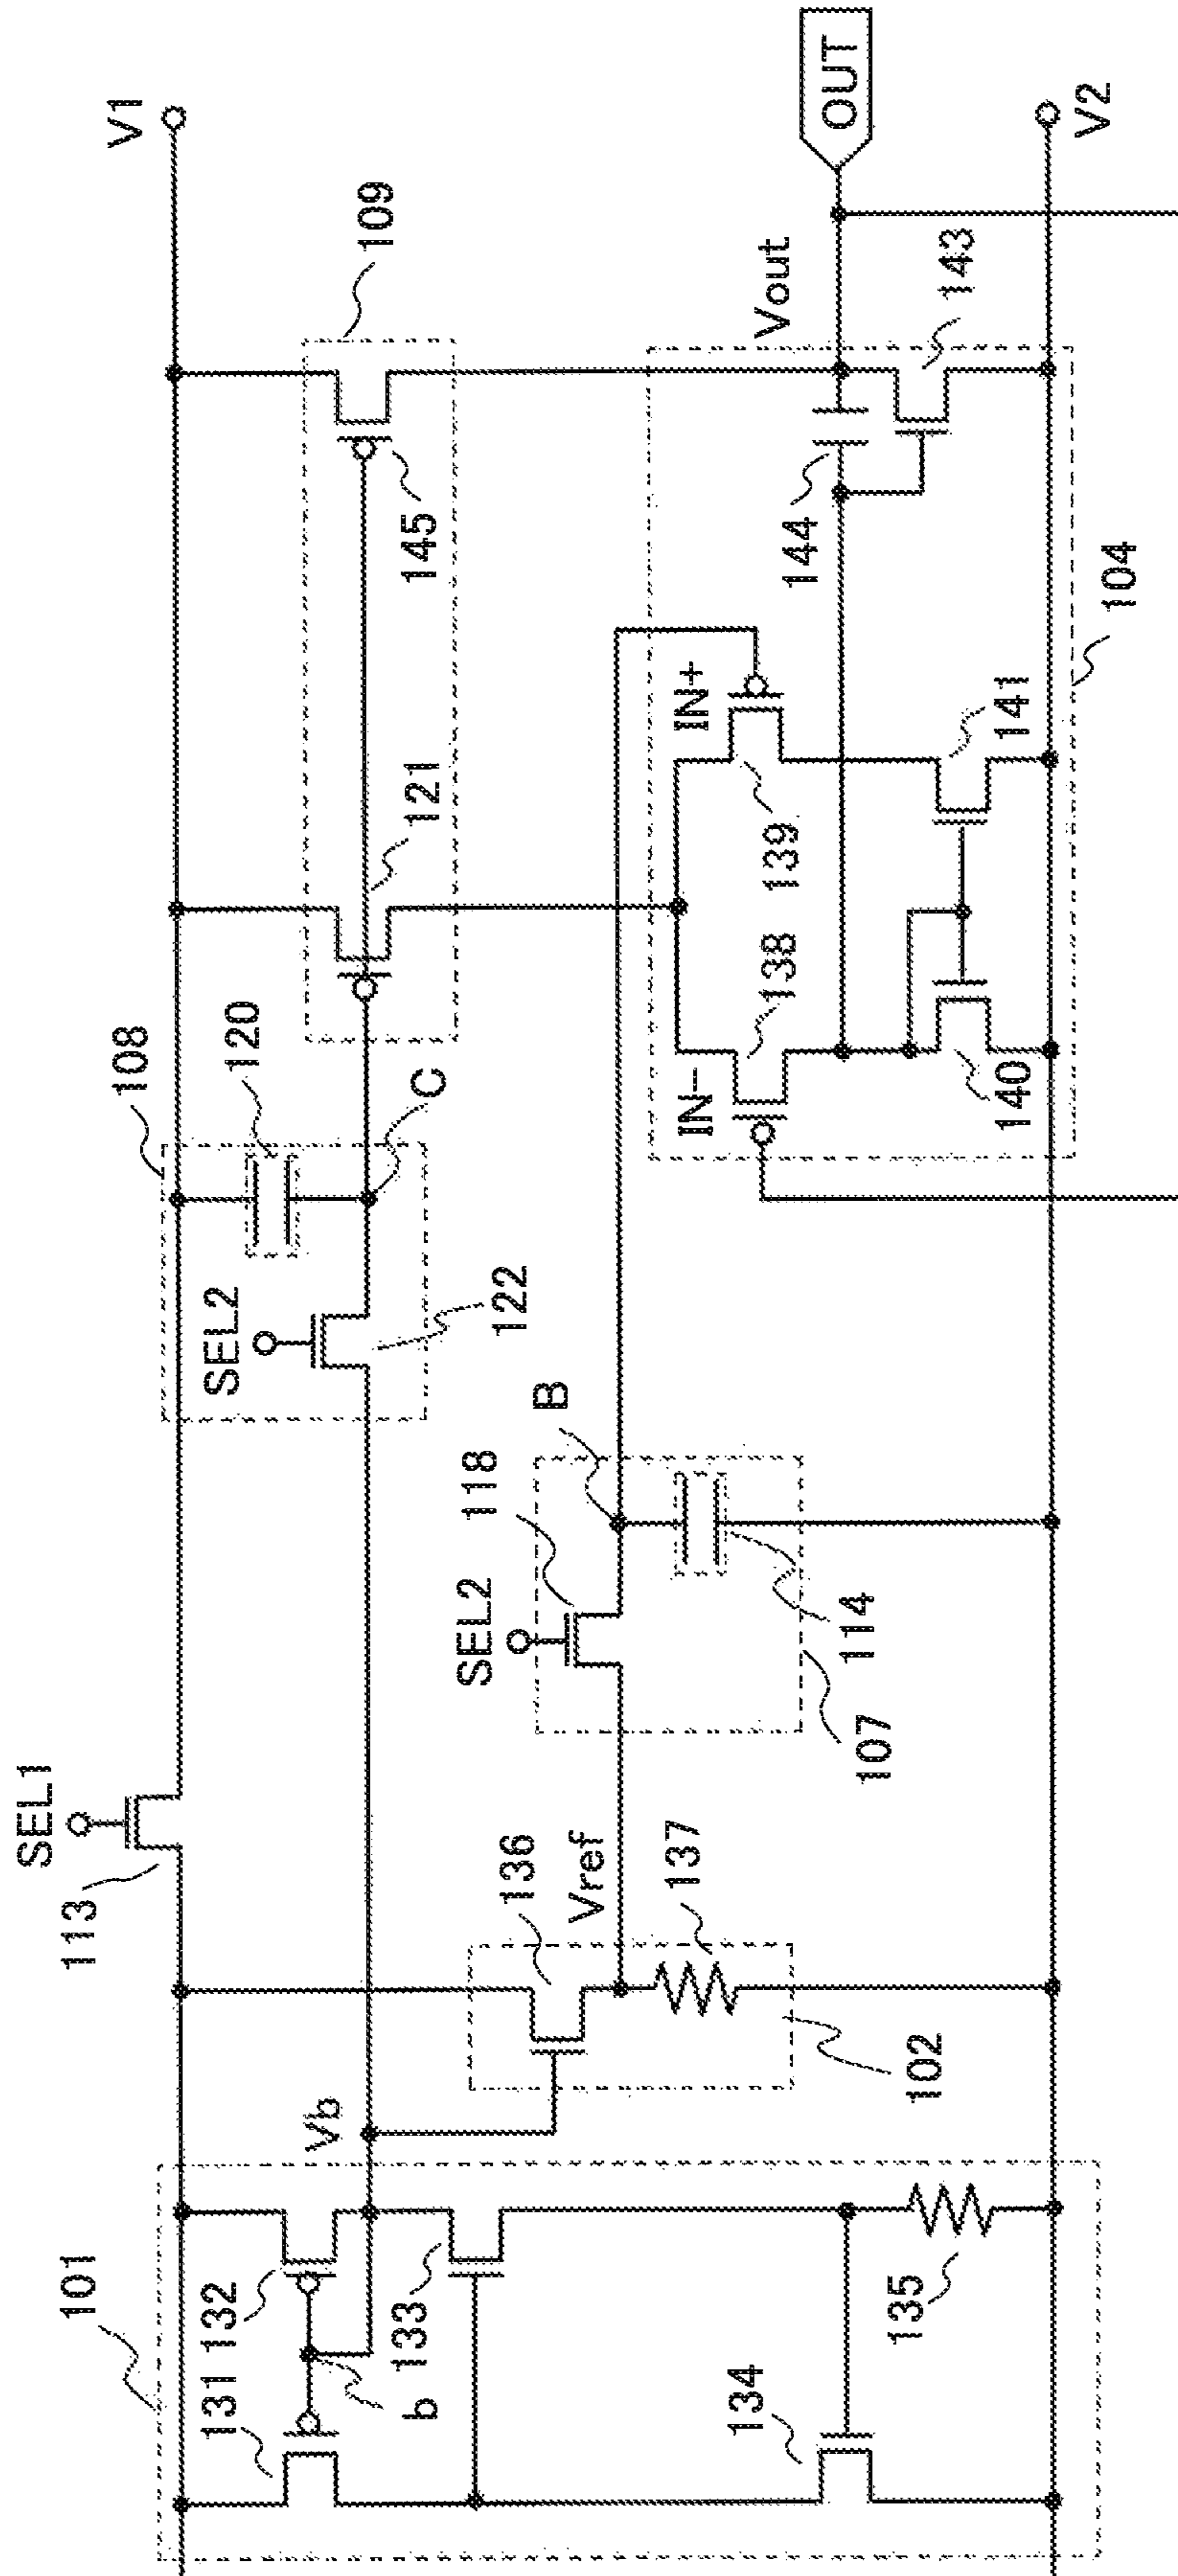 SEL1
113
SEL2
108
120
122
C
V1
109
121
145
101
131
132
b
Vb
133
134
135
136
Vref
137
102
SEL2
118
B
114
107
IN-
138
IN+
139
140
141
144
Vout
143
OUT
104
V2